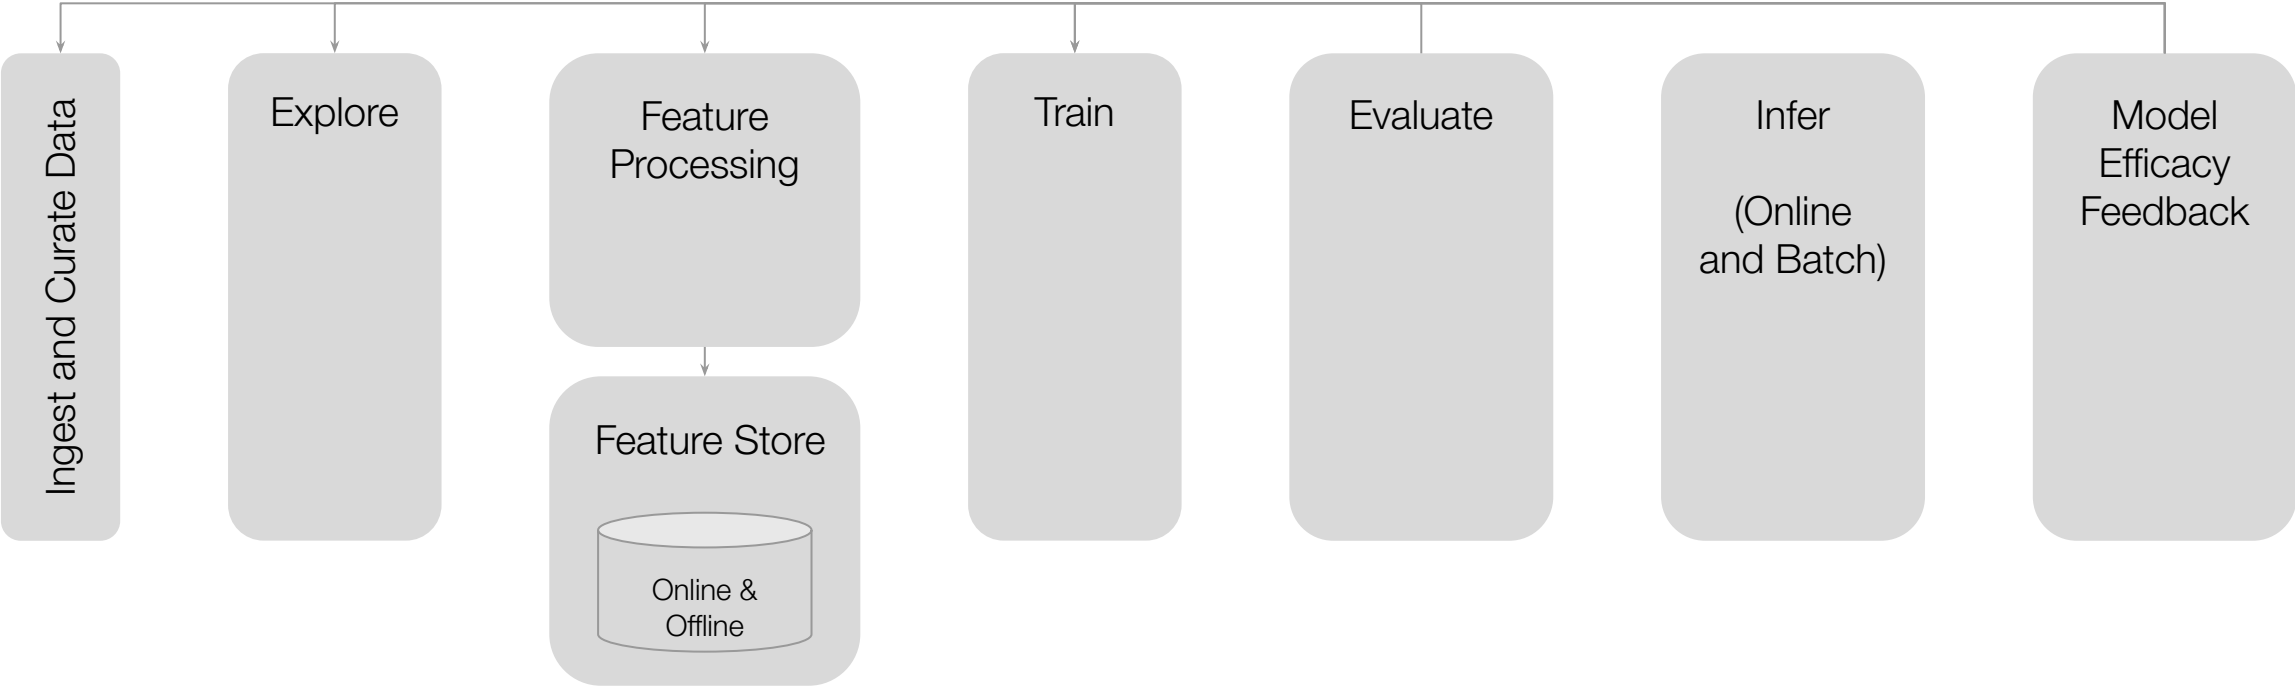 Ingest and Curate Data
Explore
Feature
Processing
Feature Store
Online &
Offline
Train
Evaluate
Infer
(Online
and Batch)
Model
Efficacy
Feedback